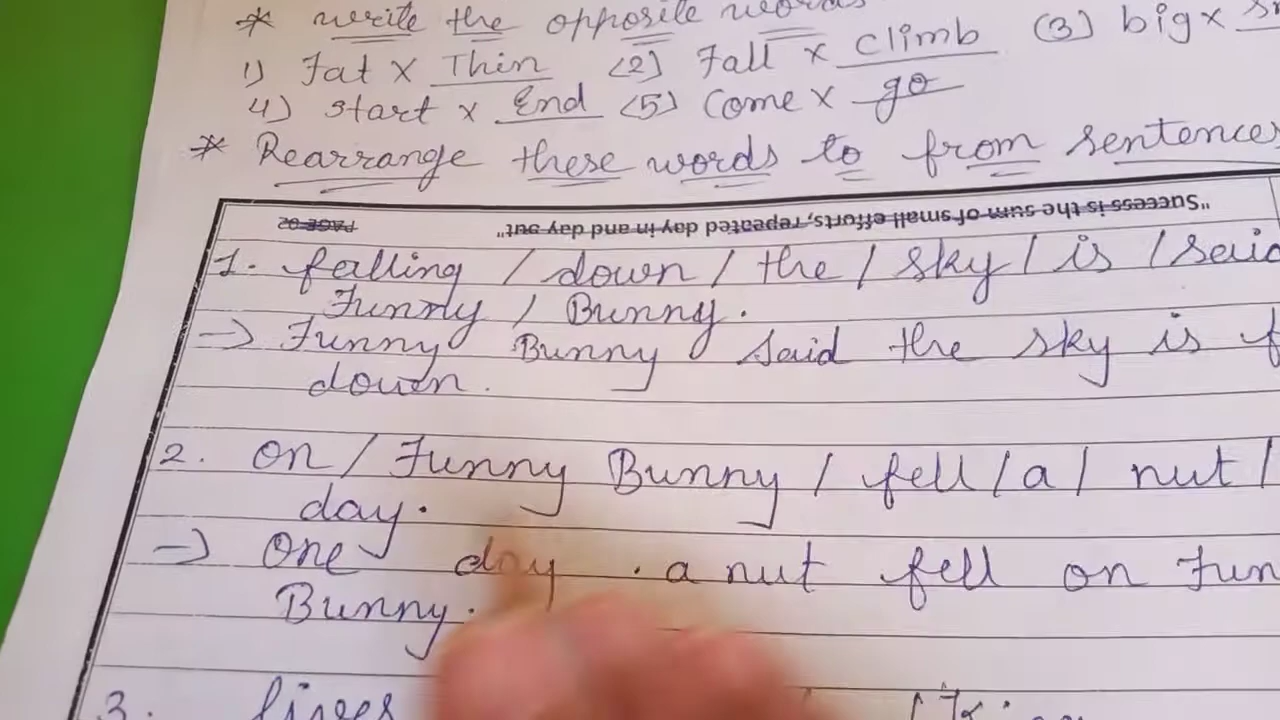 * write the opposite words
1) Fat x Thin (2) Fall x climb (3) big x
4) start x End (5) Come x go
* Rearrange these words to from sentences
"Success is the sum of small efforts, repeated day in and day out"
PAGE 02
1. falling / down / the / sky / is / said
Funny / Bunny.
→ Funny Bunny said the sky is f
down.
2. on / Funny Bunny / fell / a / nut /
day.
→ One day . a nut fell on Fun
Bunny.
3. lives